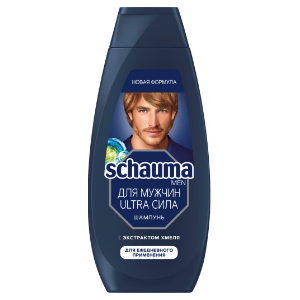 НОВАЯ ФОРМУЛА
schauma
MEN
ДЛЯ МУЖЧИН
ULTRA СИЛА
ШАМПУНЬ
С ЭКСТРАКТОМ ХМЕЛЯ
ДЛЯ ЕЖЕДНЕВНОГО
ПРИМЕНЕНИЯ